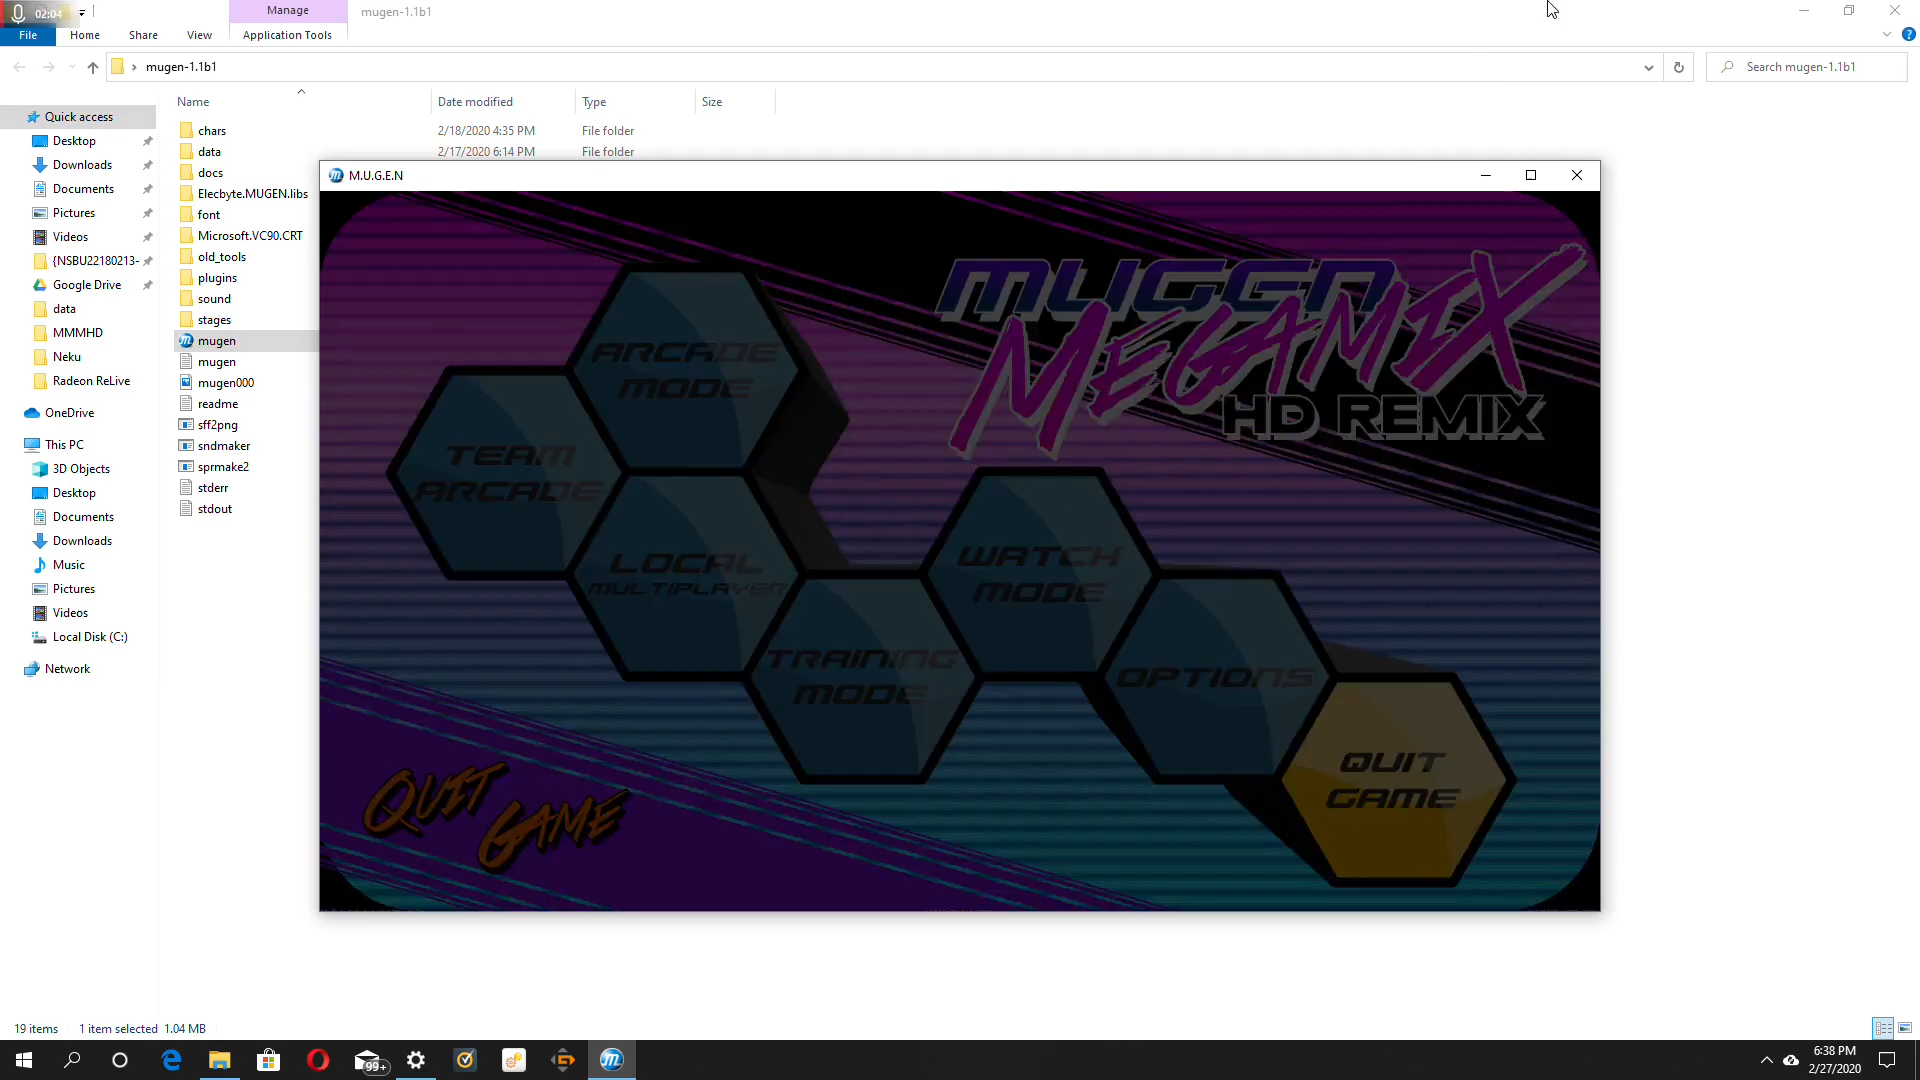 02:04
Manage
mugen-1.1b1
File
Home
Share
View
Application Tools
mugen-1.1b1
Search mugen-1.1b1
Name
Date modified
Type
Size
Quick access
Desktop
Downloads
Documents
Pictures
Videos
{NSBU22180213-
Google Drive
data
MMMHD
Neku
Radeon ReLive
OneDrive
This PC
3D Objects
Desktop
Documents
Downloads
Music
Pictures
Videos
Local Disk (C:)
Network
chars
2/18/2020 4:35 PM
File folder
data
2/17/2020 6:14 PM
File folder
docs
Elecbyte.MUGEN.libs
font
Microsoft.VC90.CRT
old_tools
plugins
sound
stages
mugen
mugen
mugen000
readme
sff2png
sndmaker
sprmake2
stderr
stdout
M.U.G.E.N
MUGEN
MEGAMIX
HD REMIX
ARCADE
MODE
TEAM
ARCADE
LOCAL
MULTIPLAYER
WATCH
MODE
TRAINING
MODE
OPTIONS
QUIT
GAME
QUIT
GAME
19 items
1 item selected
1.04 MB
99+
6:38 PM
2/27/2020